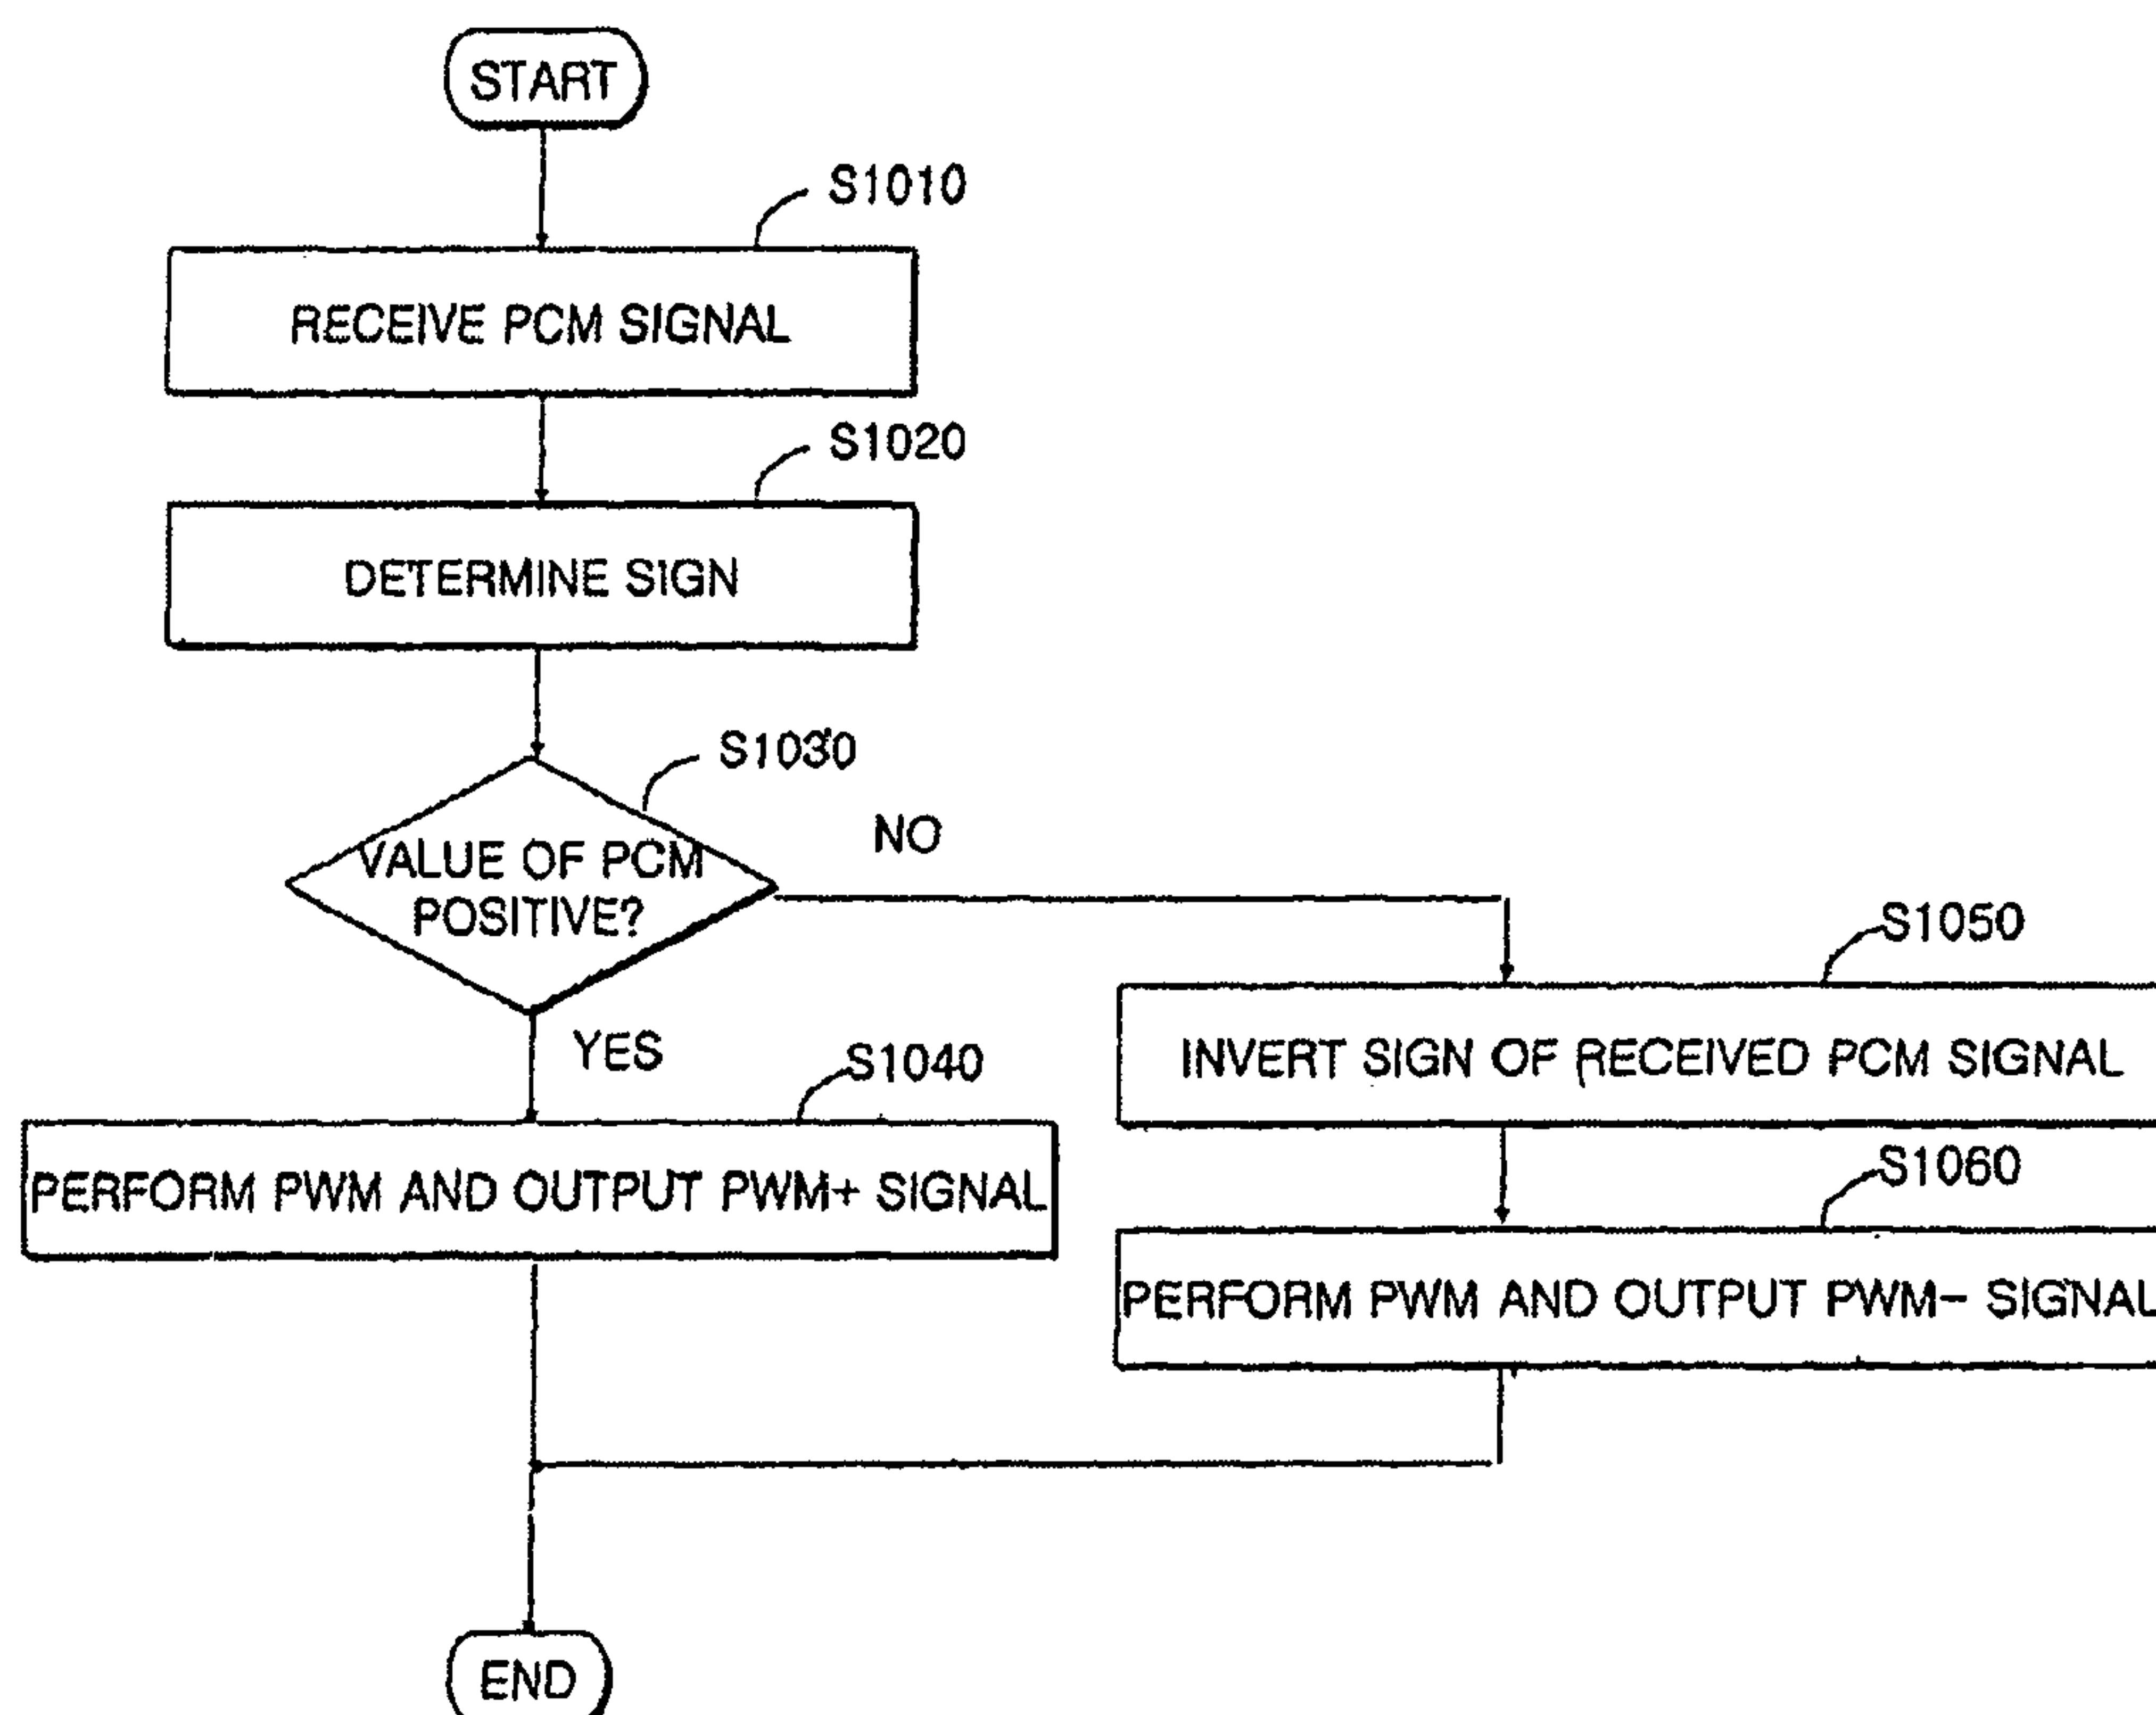 START
S1010
RECEIVE PCM SIGNAL
S1020
DETERMINE SIGN
S1030
VALUE OF PCM
POSITIVE?
NO
YES
S1040
PERFORM PWM AND OUTPUT PWM+ SIGNAL
S1050
INVERT SIGN OF RECEIVED PCM SIGNAL
S1060
PERFORM PWM AND OUTPUT PWM− SIGNAL
END